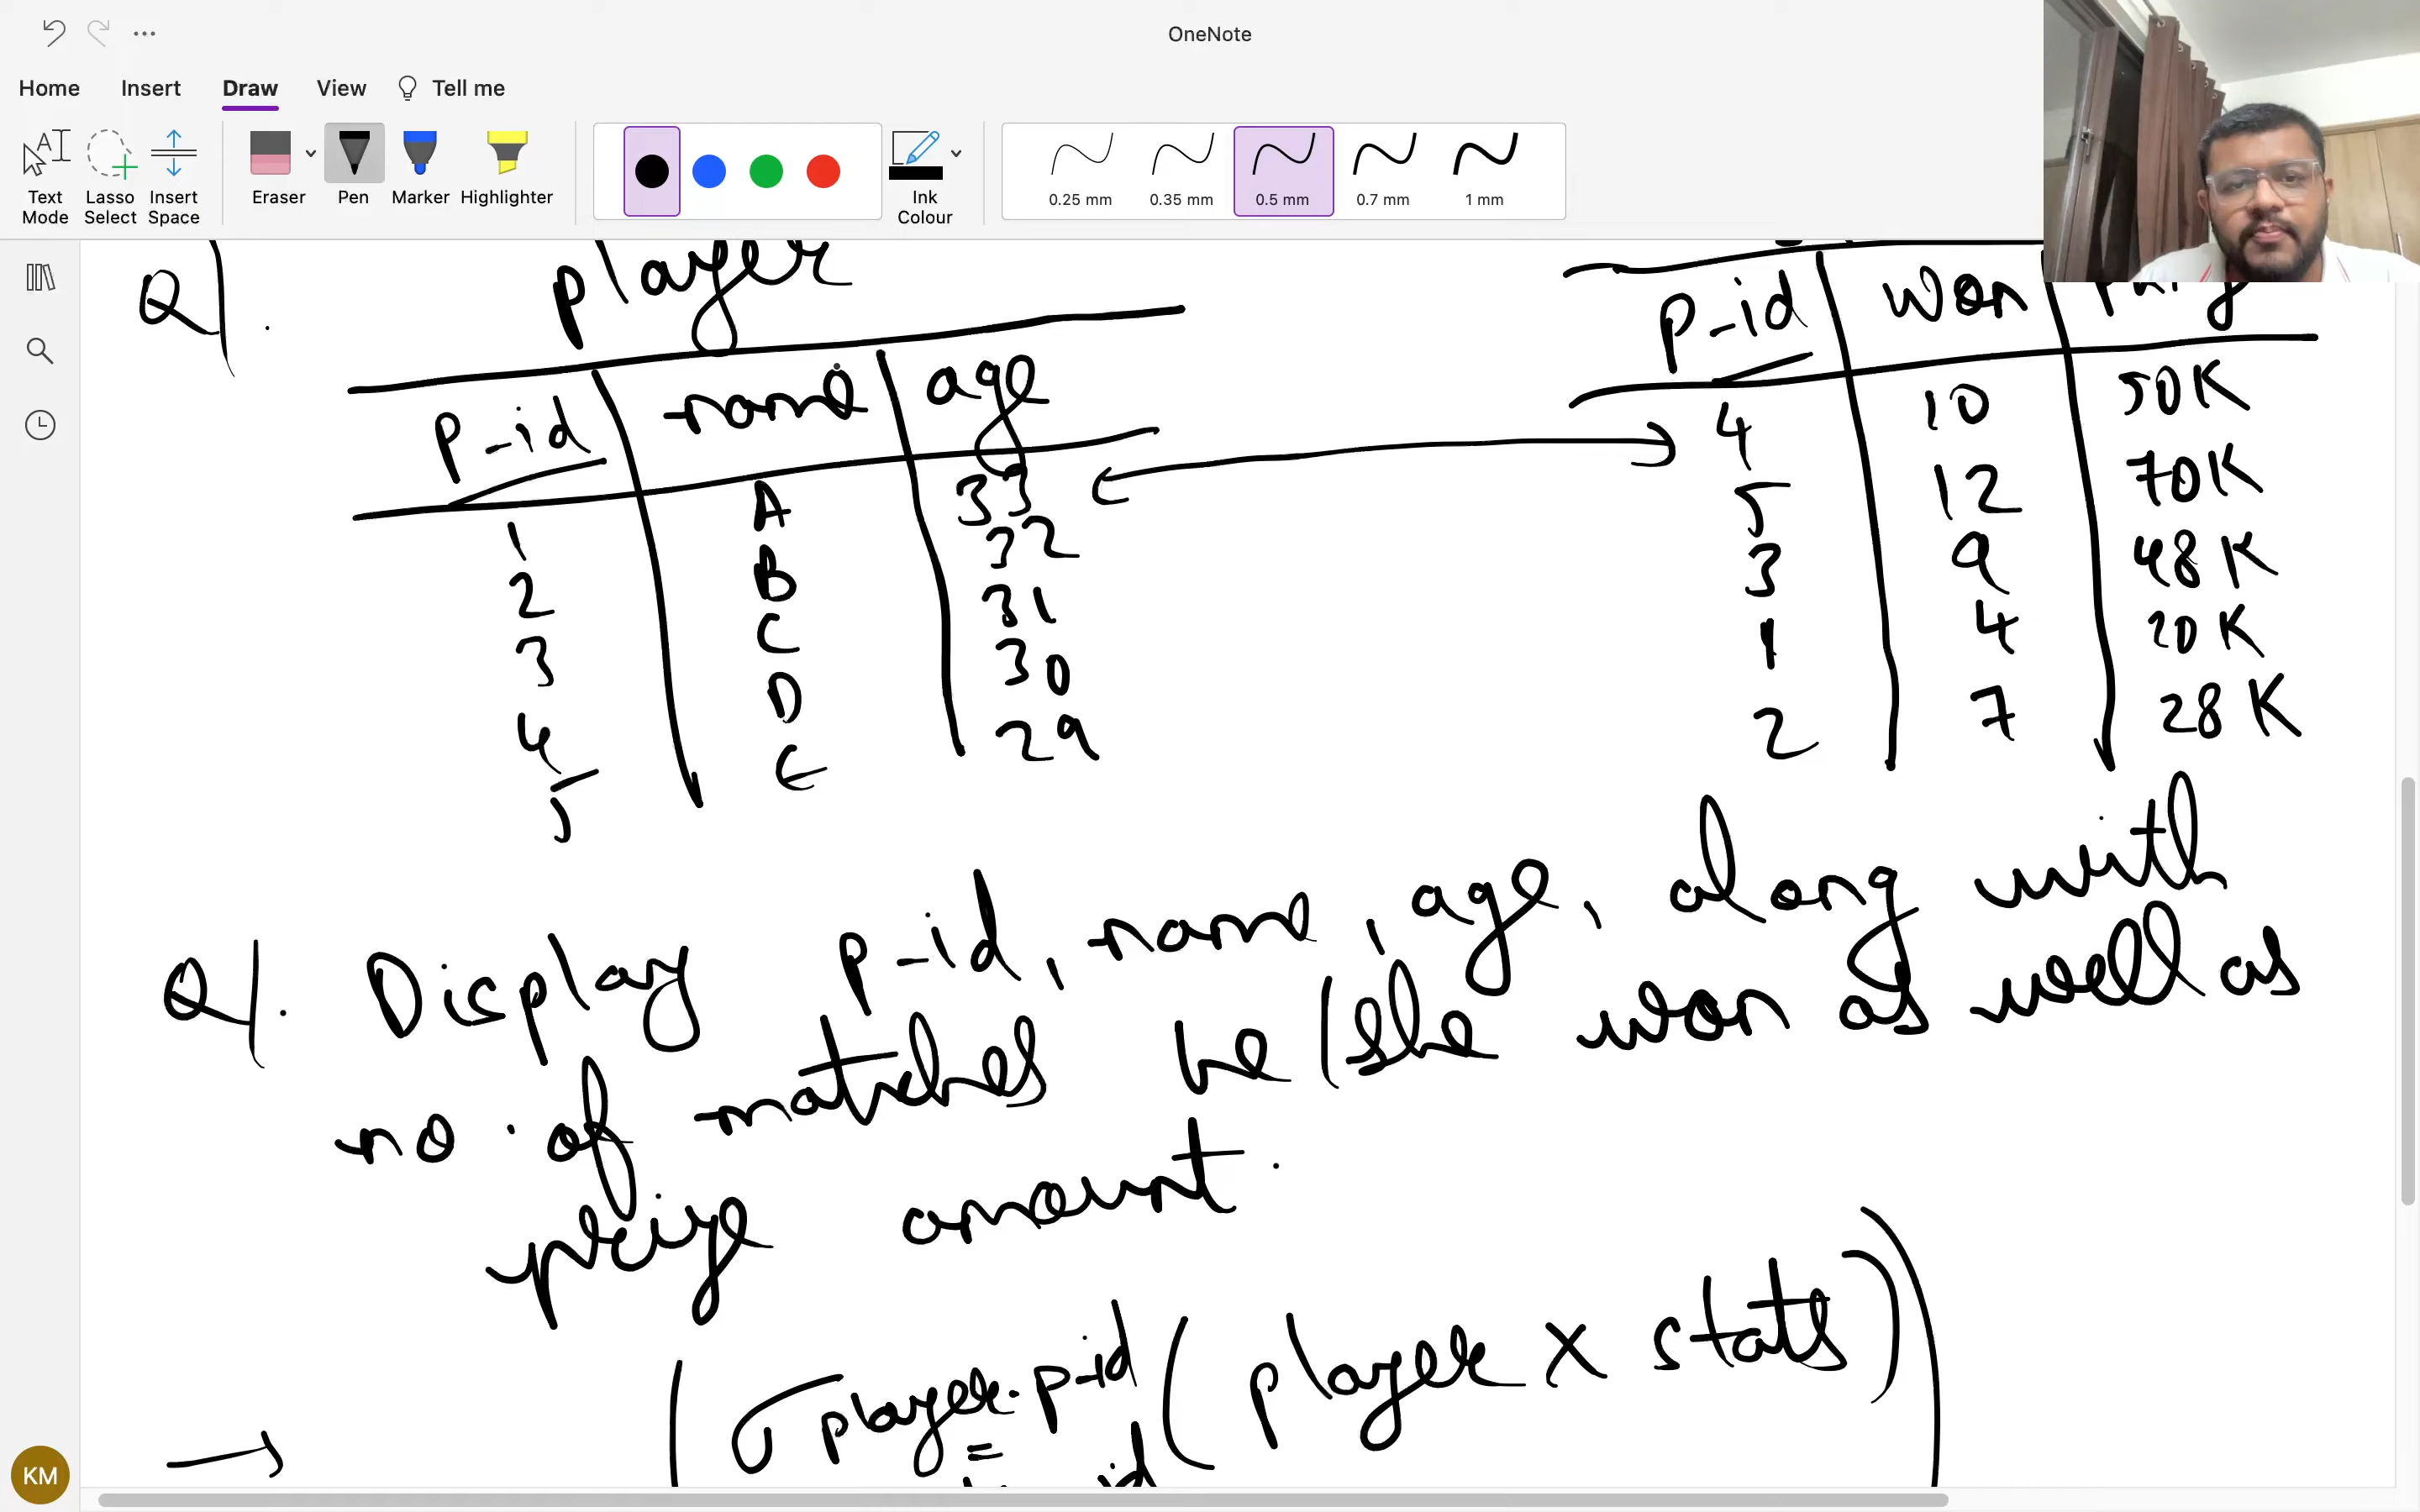 OneNote
Home Insert Draw View Tell me
Text Mode
Lasso Select
Insert Space
Eraser
Pen
Marker
Highlighter
Ink Colour
0.25 mm
0.35 mm
0.5 mm
0.7 mm
1 mm
Q1.
player
p-id name age
1 A 33
2 B 32
3 C 31
4 D 30
5 E 29
p-id won
4 10 50K
5 12 70K
3 9 48K
1 4 20K
2 7 28K
Q1. Display p-id, name, age, along with
no. of matches he/she won as well as
prize amount.
→ (σ player.p-id (player X stats))
=
id
KM